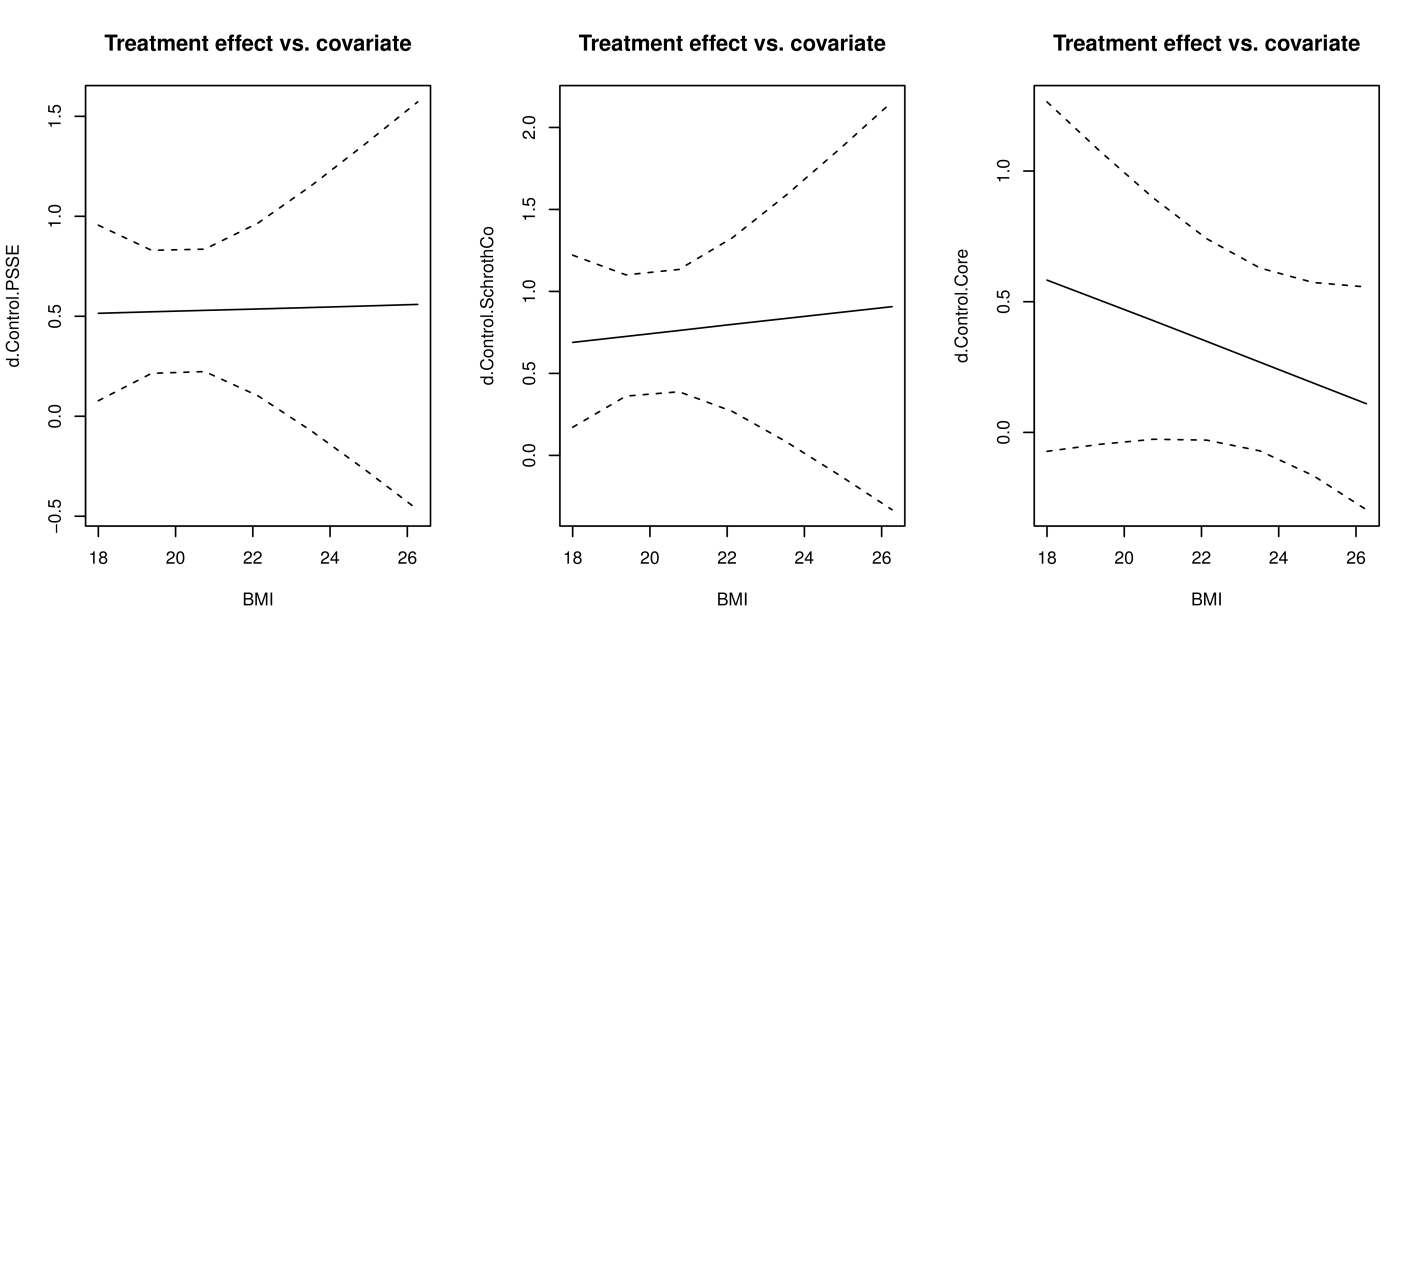 Treatment effect vs. covariate
d.Control.PSSE
1.5
1.0
0.5
0.0
−0.5
18 20 22 24 26
BMI
Treatment effect vs. covariate
d.Control.SchrothCo
2.0
1.5
1.0
0.5
0.0
18 20 22 24 26
BMI
Treatment effect vs. covariate
d.Control.Core
1.0
0.5
0.0
18 20 22 24 26
BMI